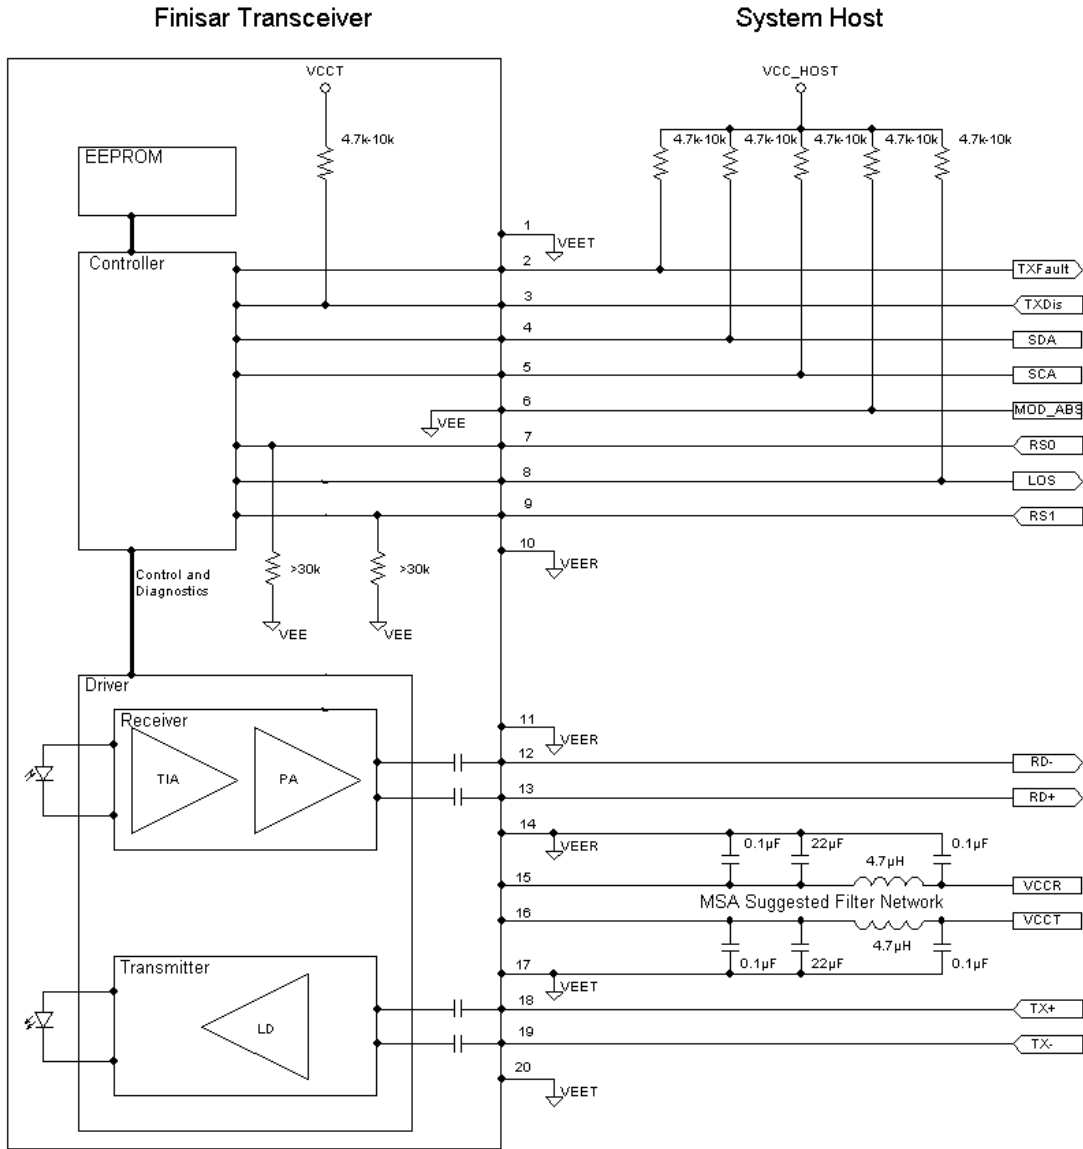 Finisar Transceiver
System Host
VCCT
VCC_HOST
4.7k-10k
4.7k-10k
4.7k-10k
4.7k-10k
4.7k-10k
4.7k-10k
EEPROM
1
VEET
Controller
2
TXFault
3
TXDis
4
SDA
5
SCA
6
VEE
MOD_ABS
7
RS0
8
LOS
9
RS1
10
VEER
Control and
Diagnostics
>30k
>30k
VEE
VEE
Driver
Receiver
11
VEER
12
TIA
PA
RD-
13
RD+
14
VEER
0.1µF
22µF
4.7µH
0.1µF
15
VCCR
MSA Suggested Filter Network
16
VCCT
4.7µH
0.1µF
22µF
0.1µF
Transmitter
17
VEET
18
TX+
LD
19
TX-
20
VEET